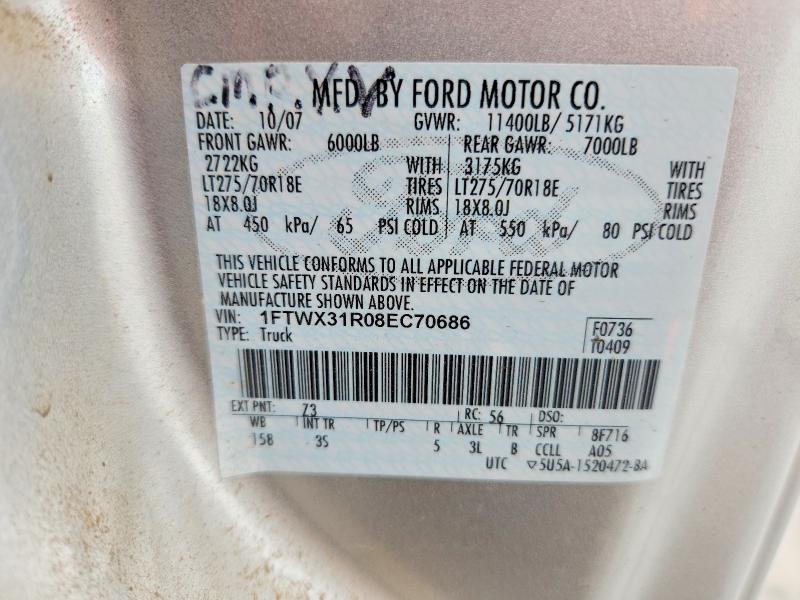 MFD. BY FORD MOTOR CO.
DATE: 10/07 GVWR: 11400LB/ 5171KG
FRONT GAWR: 6000LB REAR GAWR: 7000LB
2722KG WITH 3175KG WITH
LT275/70R18E TIRES LT275/70R18E TIRES
18X8.0J RIMS 18X8.0J RIMS
AT 450 kPa/ 65 PSI COLD AT 550 kPa/ 80 PSI COLD
Ford
THIS VEHICLE CONFORMS TO ALL APPLICABLE FEDERAL MOTOR
VEHICLE SAFETY STANDARDS IN EFFECT ON THE DATE OF
MANUFACTURE SHOWN ABOVE.
VIN: 1FTWX31R08EC70686
TYPE: Truck
F0736
T0409
EXT PNT: Z3 RC: 56 DSO:
WB INT TR TP/PS R AXLE TR SPR 8F716
158 3S 5 3L B CCLL A05
UTC ▽5U5A-1520472-BA